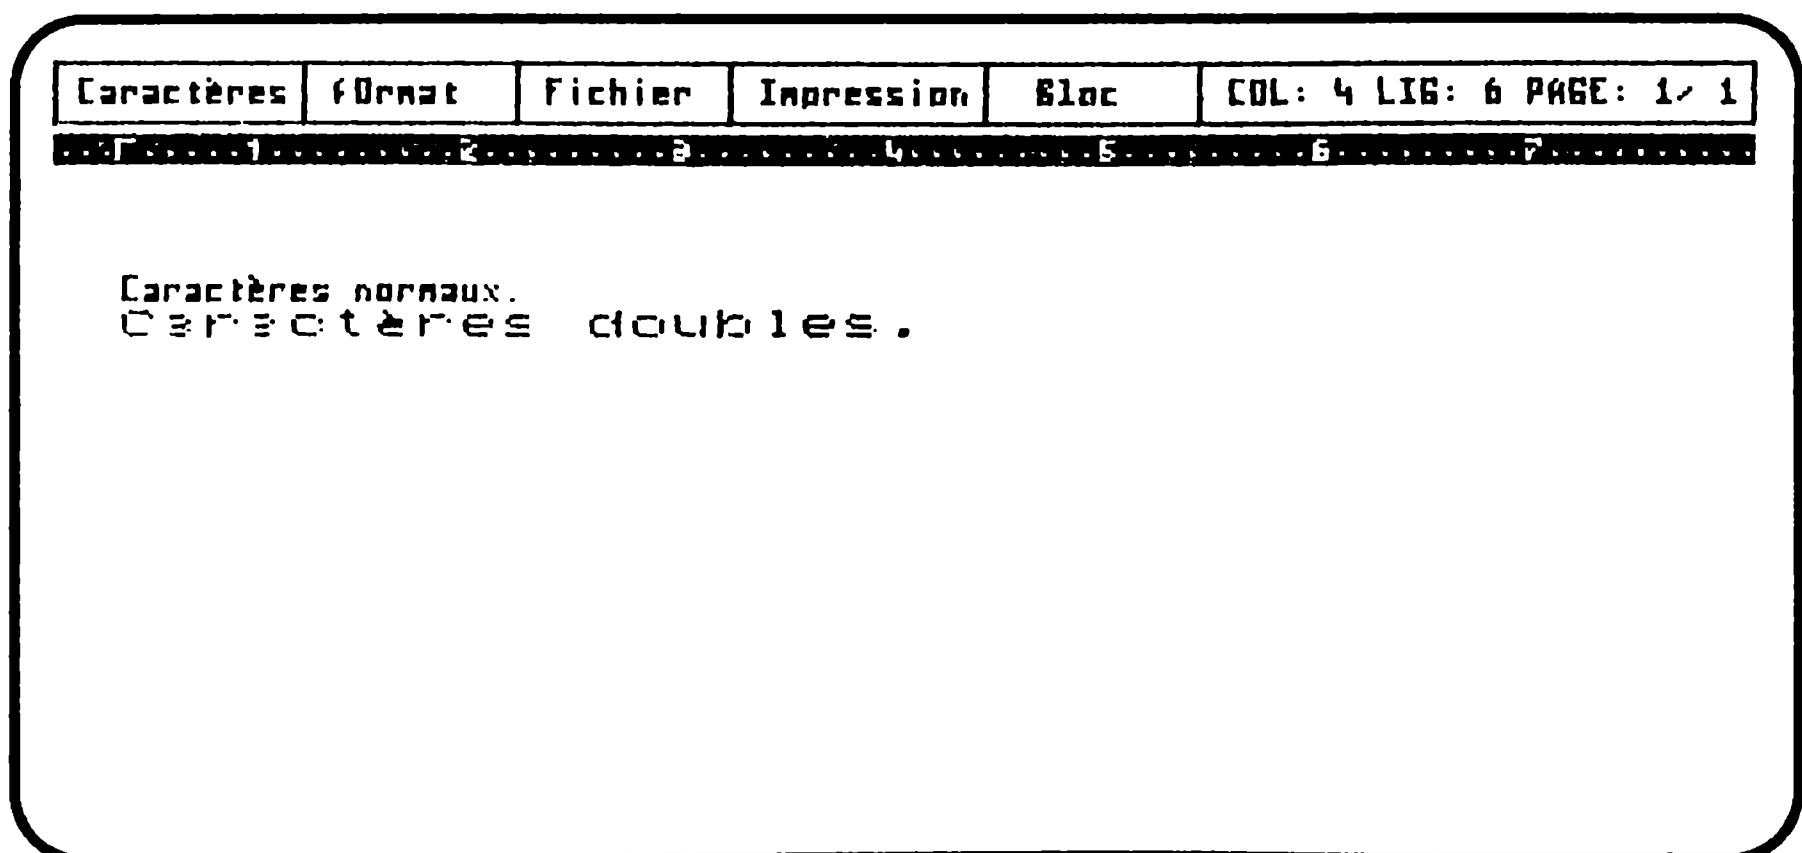 Caractères fOrmat Fichier Impression Bloc COL: 4 LIG: 6 PAGE: 1/ 1
...Γ.....1.........2.........3.........4.........5.........6.........7..........
Caractères normaux.
Caractères doubles.